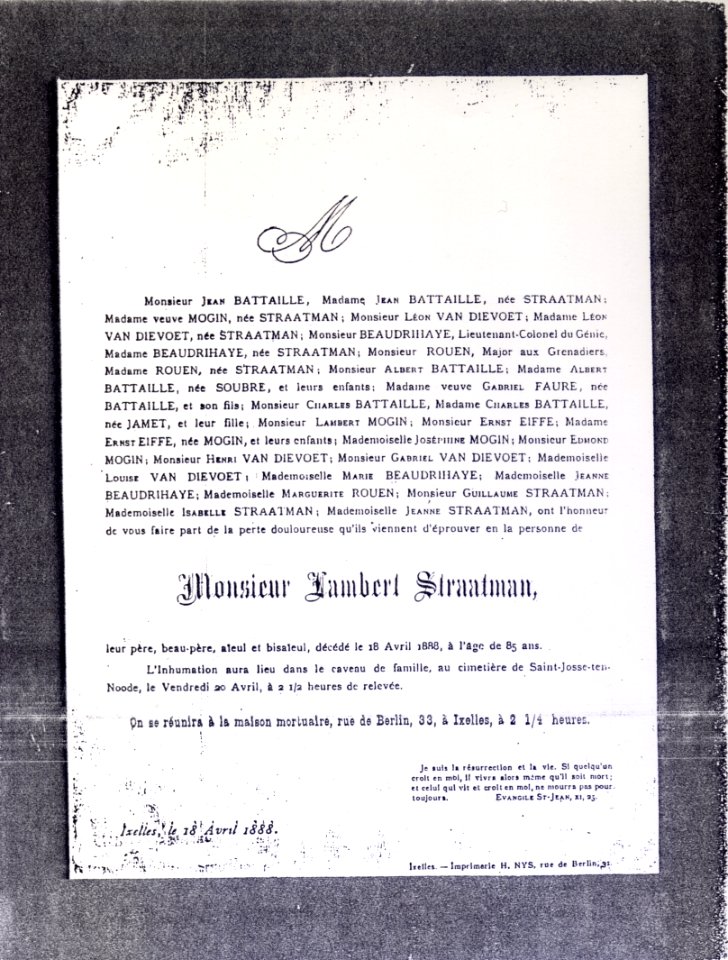 M
Monsieur Jean BATTAILLE, Madame Jean BATTAILLE, née STRAATMAN;
Madame veuve MOGIN, née STRAATMAN; Monsieur Léon VAN DIEVOET; Madame Léon
VAN DIEVOET, née STRAATMAN; Monsieur BEAUDRIHAYE, Lieutenant-Colonel du Génie,
Madame BEAUDRIHAYE, née STRAATMAN; Monsieur ROUEN, Major aux Grenadiers,
Madame ROUEN, née STRAATMAN; Monsieur Albert BATTAILLE; Madame Albert
BATTAILLE, née SOUBRE, et leurs enfants; Madame veuve Gabriel FAURE, née
BATTAILLE, et son fils; Monsieur Charles BATTAILLE, Madame Charles BATTAILLE,
née JAMET, et leur fille; Monsieur Lambert MOGIN; Monsieur Ernst EIFFE; Madame
Ernst EIFFE, née MOGIN, et leurs enfants; Mademoiselle Joséphine MOGIN; Monsieur Edmond
MOGIN; Monsieur Henri VAN DIEVOET; Monsieur Gabriel VAN DIEVOET; Mademoiselle
Louise VAN DIEVOET; Mademoiselle Marie BEAUDRIHAYE; Mademoiselle Jeanne
BEAUDRIHAYE; Mademoiselle Marguerite ROUEN; Monsieur Guillaume STRAATMAN;
Mademoiselle Isabelle STRAATMAN; Mademoiselle Jeanne STRAATMAN, ont l'honneur
de vous faire part de la perte douloureuse qu'ils viennent d'éprouver en la personne de
Monsieur Lambert Straatman,
leur père, beau-père, aïeul et bisaïeul, décédé le 18 Avril 1888, à l'âge de 85 ans.
L'Inhumation aura lieu dans le caveau de famille, au cimetière de Saint-Josse-ten-
Noode, le Vendredi 20 Avril, à 2 1/2 heures de relevée.
On se réunira à la maison mortuaire, rue de Berlin, 33, à Ixelles, à 2 1/4 heures.
Je suis la résurrection et la vie. Si quelqu'un
croit en moi, il vivra alors même qu'il soit mort;
et celui qui vit et croit en moi, ne mourra pas pour
toujours. Evangile St-Jean, xi, 25.
Ixelles, le 18 Avril 1888.
Ixelles. — Imprimerie H. NYS, rue de Berlin, 31.